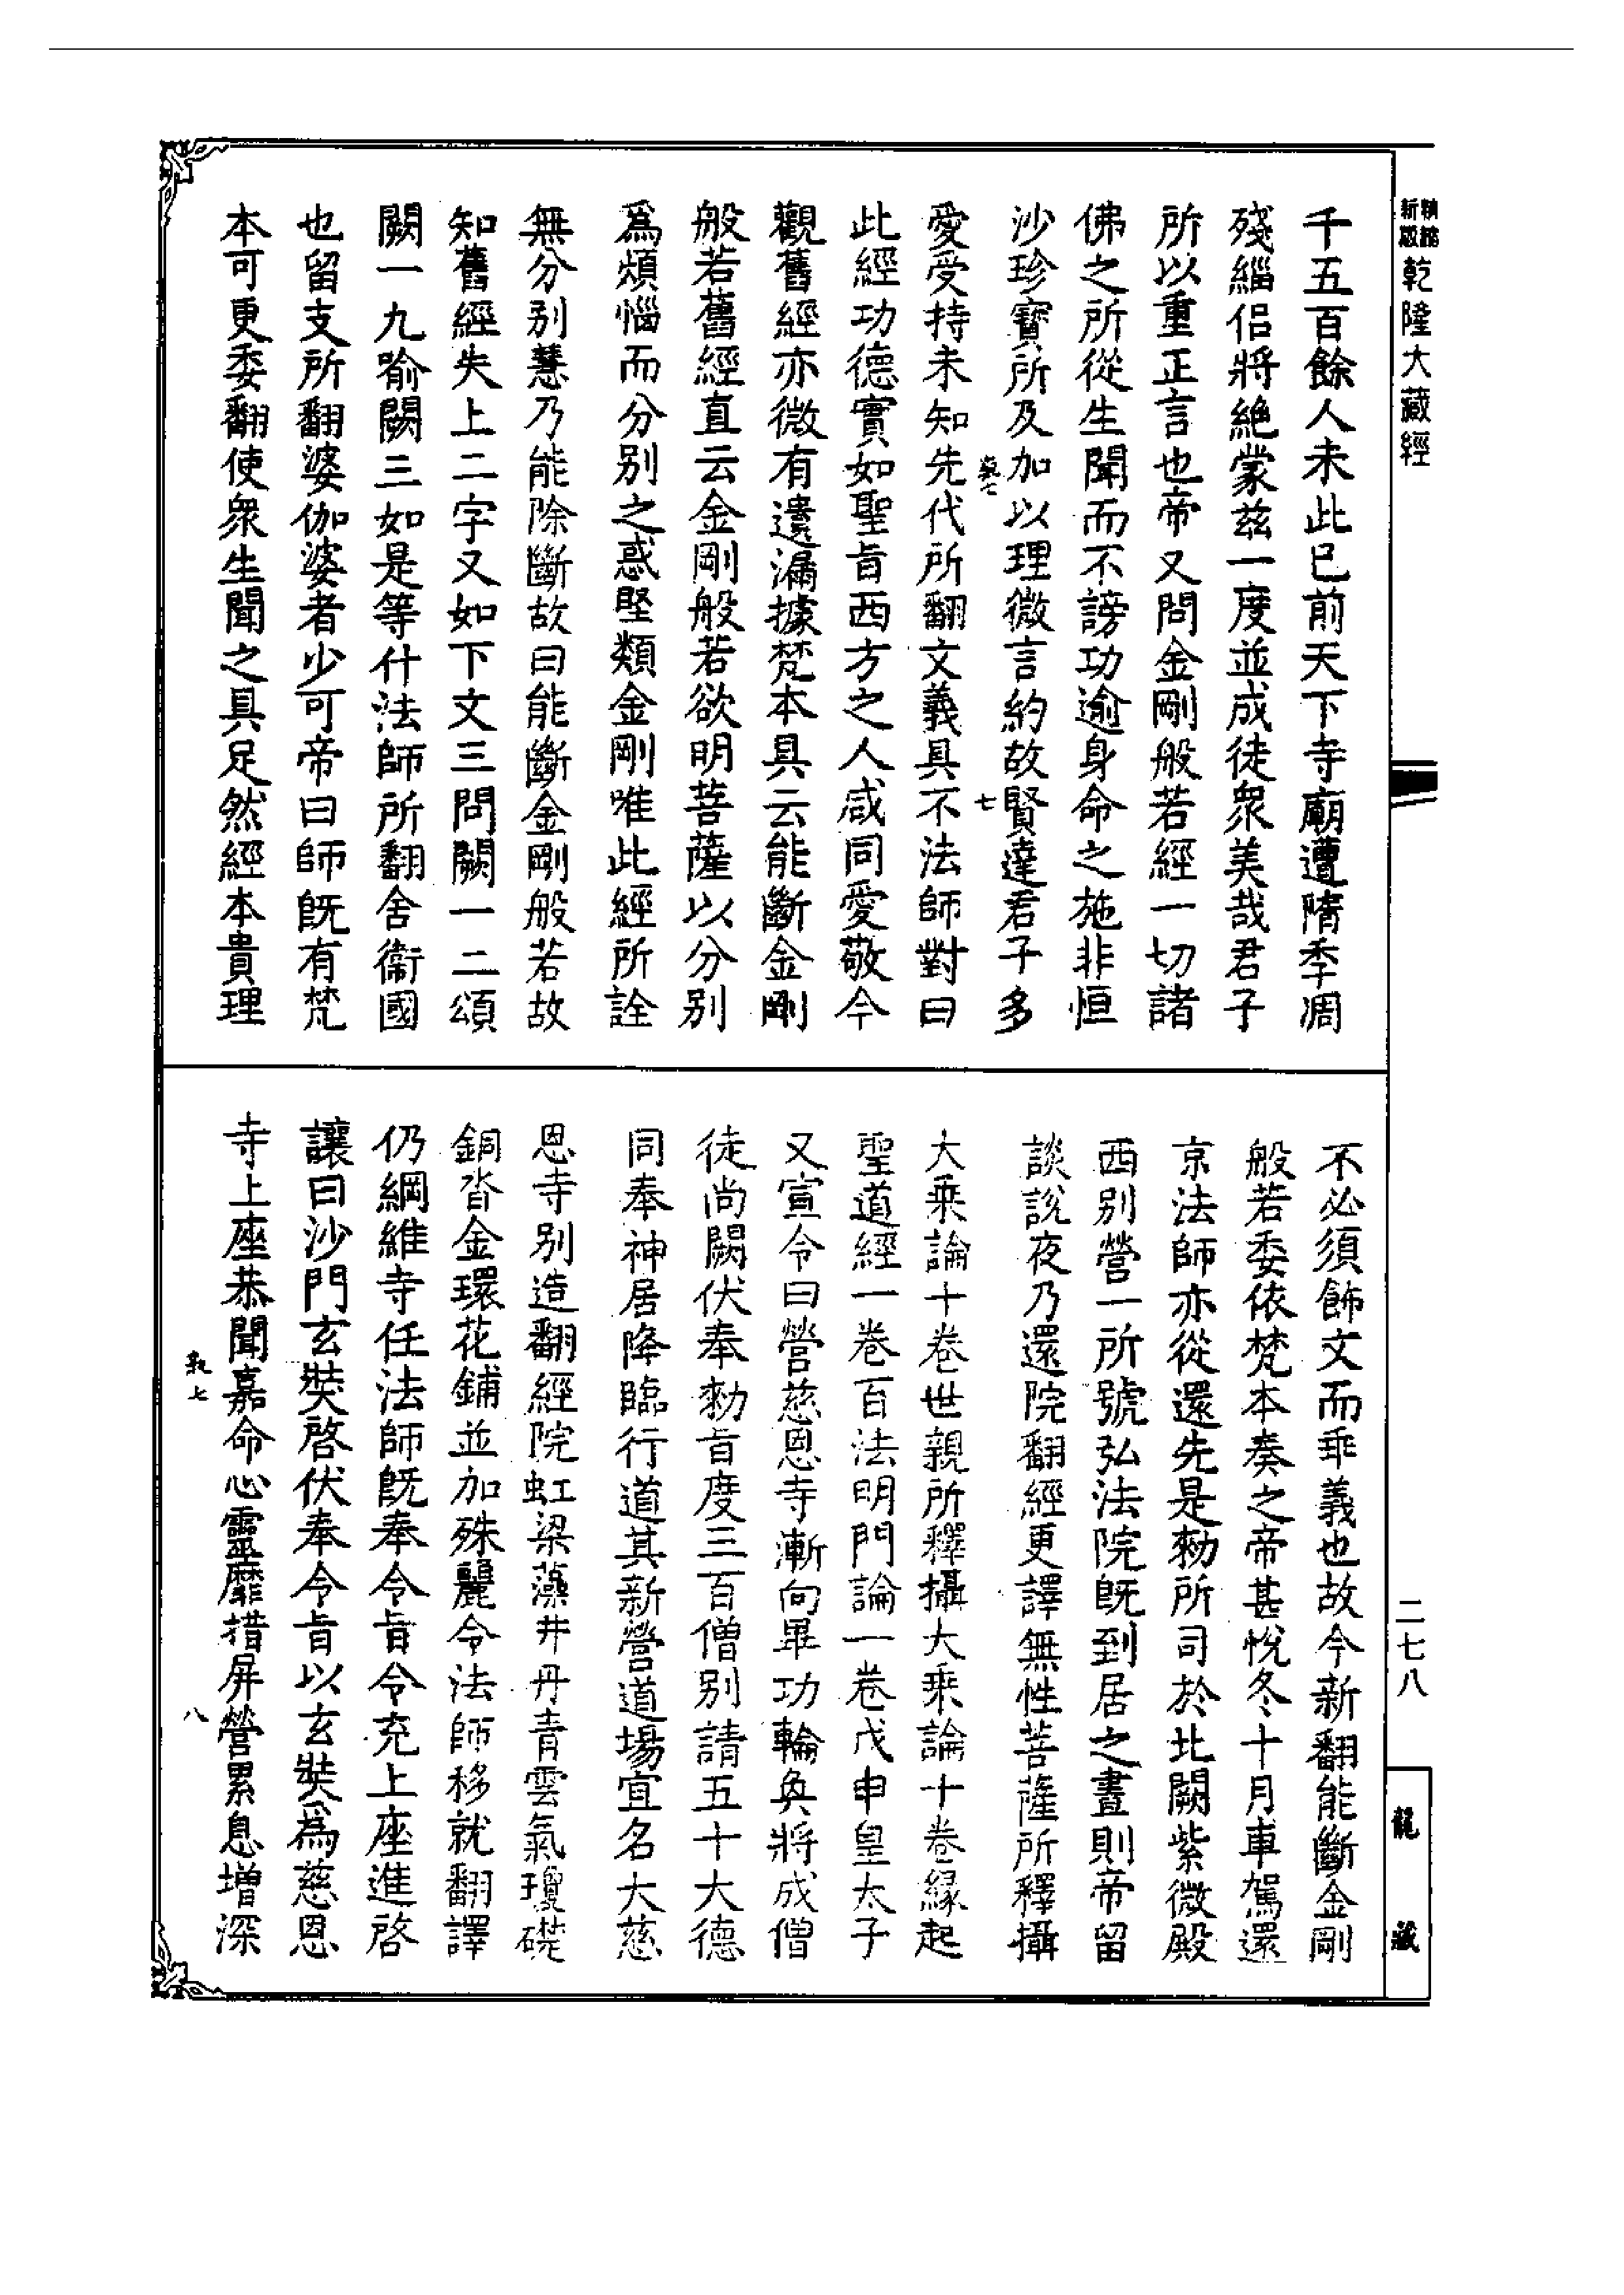 乾隆大藏經
千五百餘人未此已前天下寺廟遭隋季凋
殘緇侶將絕蒙茲一度並成徒眾美哉君子
所以重正言也帝又問金剛般若經一切諸
佛之所從生聞而不謗功逾身命之施非恒
沙珍寶所及加以理微言約故賢達君子多
七
愛受持未知先代所翻文義具不法師對曰
此經功德實如聖旨西方之人咸同愛敬今
觀舊經亦微有遺漏據梵本具云能斷金剛
般若舊經直云金剛般若欲明菩薩以分別
為煩惱而分別之惑堅類金剛唯此經所詮
無分別慧乃能除斷故曰能斷金剛般若故
知舊經失上二字又如下文三問闕一二頌
闕一九喻闕三如是等什法師所翻舍衞國
也留支所翻婆伽婆者少可帝曰師旣有梵
本可更委翻使眾生聞之具足然經本貴理
不必須飾文而乖義也故今新翻能斷金剛
般若委依梵本奏之帝甚悅冬十月車駕還
京法師亦從還先是勑所司於北闕紫微殿
西別營一所號弘法院旣到居之晝則帝留
談說夜乃還院翻經更譯無性菩薩所釋攝
大乘論十卷世親所釋攝大乘論十卷緣起
聖道經一卷百法明門論一卷戊申皇太子
又宣令曰營慈恩寺漸向畢功輪奐將成僧
徒尚闕伏奉勑旨度三百僧別請五十大德
同奉神居降臨行道其新營道場宜名大慈
恩寺別造翻經院虹梁藻井丹青雲氣瓊礎
銅沓金環花鋪並加殊麗令法師移就翻譯
仍綱維寺任法師旣奉令旨令充上座進啓
讓曰沙門玄奘啓伏奉令旨以玄奘為慈恩
寺上座恭聞嘉命心靈靡措屏營累息增深
八
二七八
龍藏